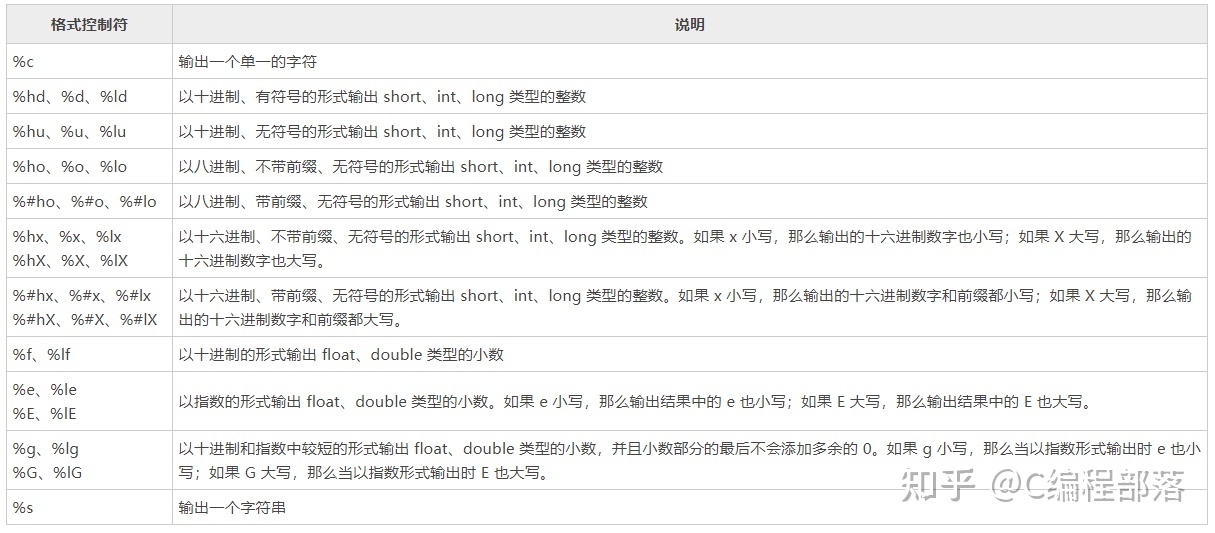 格式控制符 说明
%c 输出一个单一的字符
%hd、%d、%ld 以十进制、有符号的形式输出 short、int、long 类型的整数
%hu、%u、%lu 以十进制、无符号的形式输出 short、int、long 类型的整数
%ho、%o、%lo 以八进制、不带前缀、无符号的形式输出 short、int、long 类型的整数
%#ho、%#o、%#lo 以八进制、带前缀、无符号的形式输出 short、int、long 类型的整数
%hx、%x、%lx 以十六进制、不带前缀、无符号的形式输出 short、int、long 类型的整数。如果 x 小写，那么输出的十六进制数字也小写；如果 X 大写，那么输出的
%hX、%X、%lX 十六进制数字也大写。
%#hx、%#x、%#lx 以十六进制、带前缀、无符号的形式输出 short、int、long 类型的整数。如果 x 小写，那么输出的十六进制数字和前缀都小写；如果 X 大写，那么输
%#hX、%#X、%#lX 出的十六进制数字和前缀都大写。
%f、%lf 以十进制的形式输出 float、double 类型的小数
%e、%le
%E、%lE
以指数的形式输出 float、double 类型的小数。如果 e 小写，那么输出结果中的 e 也小写；如果 E 大写，那么输出结果中的 E 也大写。
%g、%lg 以十进制和指数中较短的形式输出 float、double 类型的小数，并且小数部分的最后不会添加多余的 0。如果 g 小写，那么当以指数形式输出时 e 也小
%G、%lG 写；如果 G 大写，那么当以指数形式输出时 E 也大写。
%s 输出一个字符串
知乎 @C编程部落